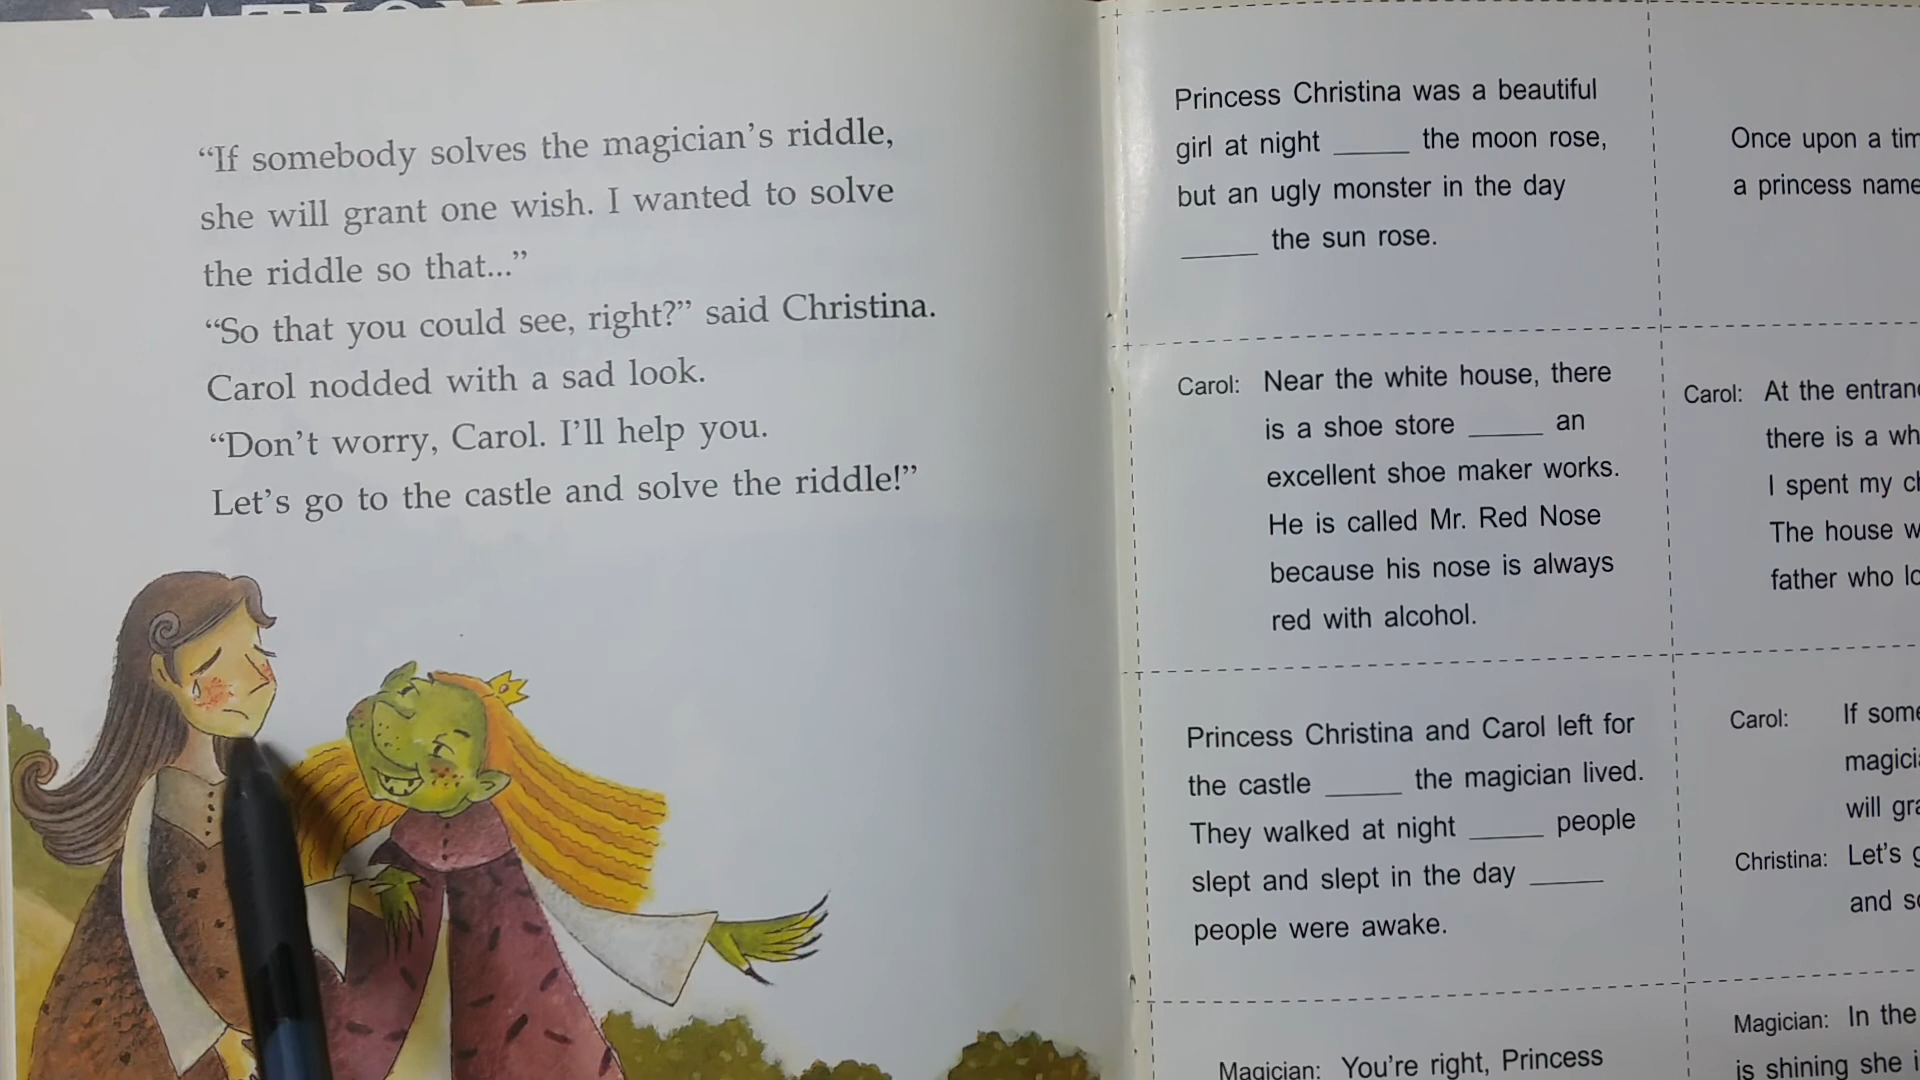 “If somebody solves the magician’s riddle,
she will grant one wish. I wanted to solve
the riddle so that...”
“So that you could see, right?” said Christina.
Carol nodded with a sad look.
“Don’t worry, Carol. I’ll help you.
Let’s go to the castle and solve the riddle!”
Princess Christina was a beautiful
girl at night _____ the moon rose,
but an ugly monster in the day
_____ the sun rose.
Once upon a
a princess
Carol: Near the white house, there
is a shoe store _____ an
excellent shoe maker works.
He is called Mr. Red Nose
because his nose is always
red with alcohol.
Carol: At the
there is a
I spent my
The house
father who
Princess Christina and Carol left for
the castle _____ the magician lived.
They walked at night _____ people
slept and slept in the day _____
people were awake.
Carol: If
will
Christina: Let’s
and
Magician: You’re right, Princess
Magician: In the
is shining she